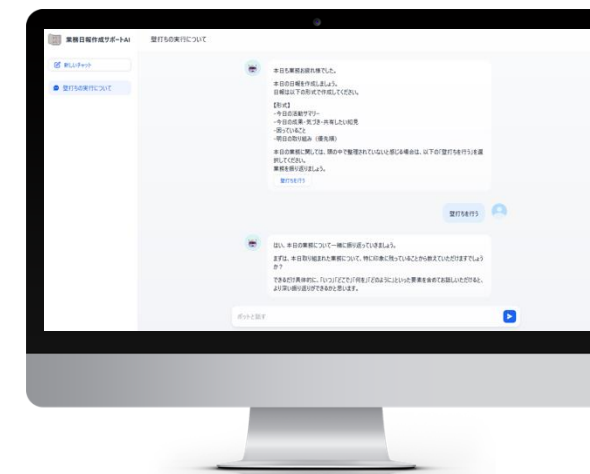 業務日報作成サポートAI
壁打ちの実行について
新しいチャット
壁打ちの実行について
本日も業務お疲れ様でした。
本日の日報を作成しましょう。
日報は以下の形式で作成してください。
【形式】
-今日の活動サマリー
-今日の成果・気づき・共有したい知見
-困っていること
-明日の取り組み（優先順）
本日の業務に関しては、頭の中で整理されていないと感じる場合は、以下の「壁打ちを行う」を選
択してください。
業務を振り返りましょう。
壁打ちを行う
壁打ちを行う
はい、本日の業務について一緒に振り返っていきましょう。
まずは、本日取り組まれた業務について、特に印象に残っていることから教えていただけますでしょう
か？
できるだけ具体的に、「いつ」「どこで」「何を」「どのように」といった要素を含めてお話しいただけると、
より深い振り返りができるかと思います。
ボットと話す